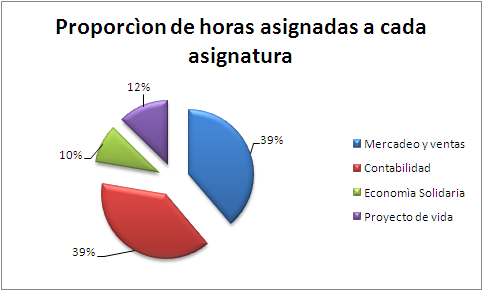 Proporcìon de horas asignadas a cada
asignatura
12%
39%
10%
39%
Mercadeo y ventas
Contabilidad
Economìa Solidaria
Proyecto de vida